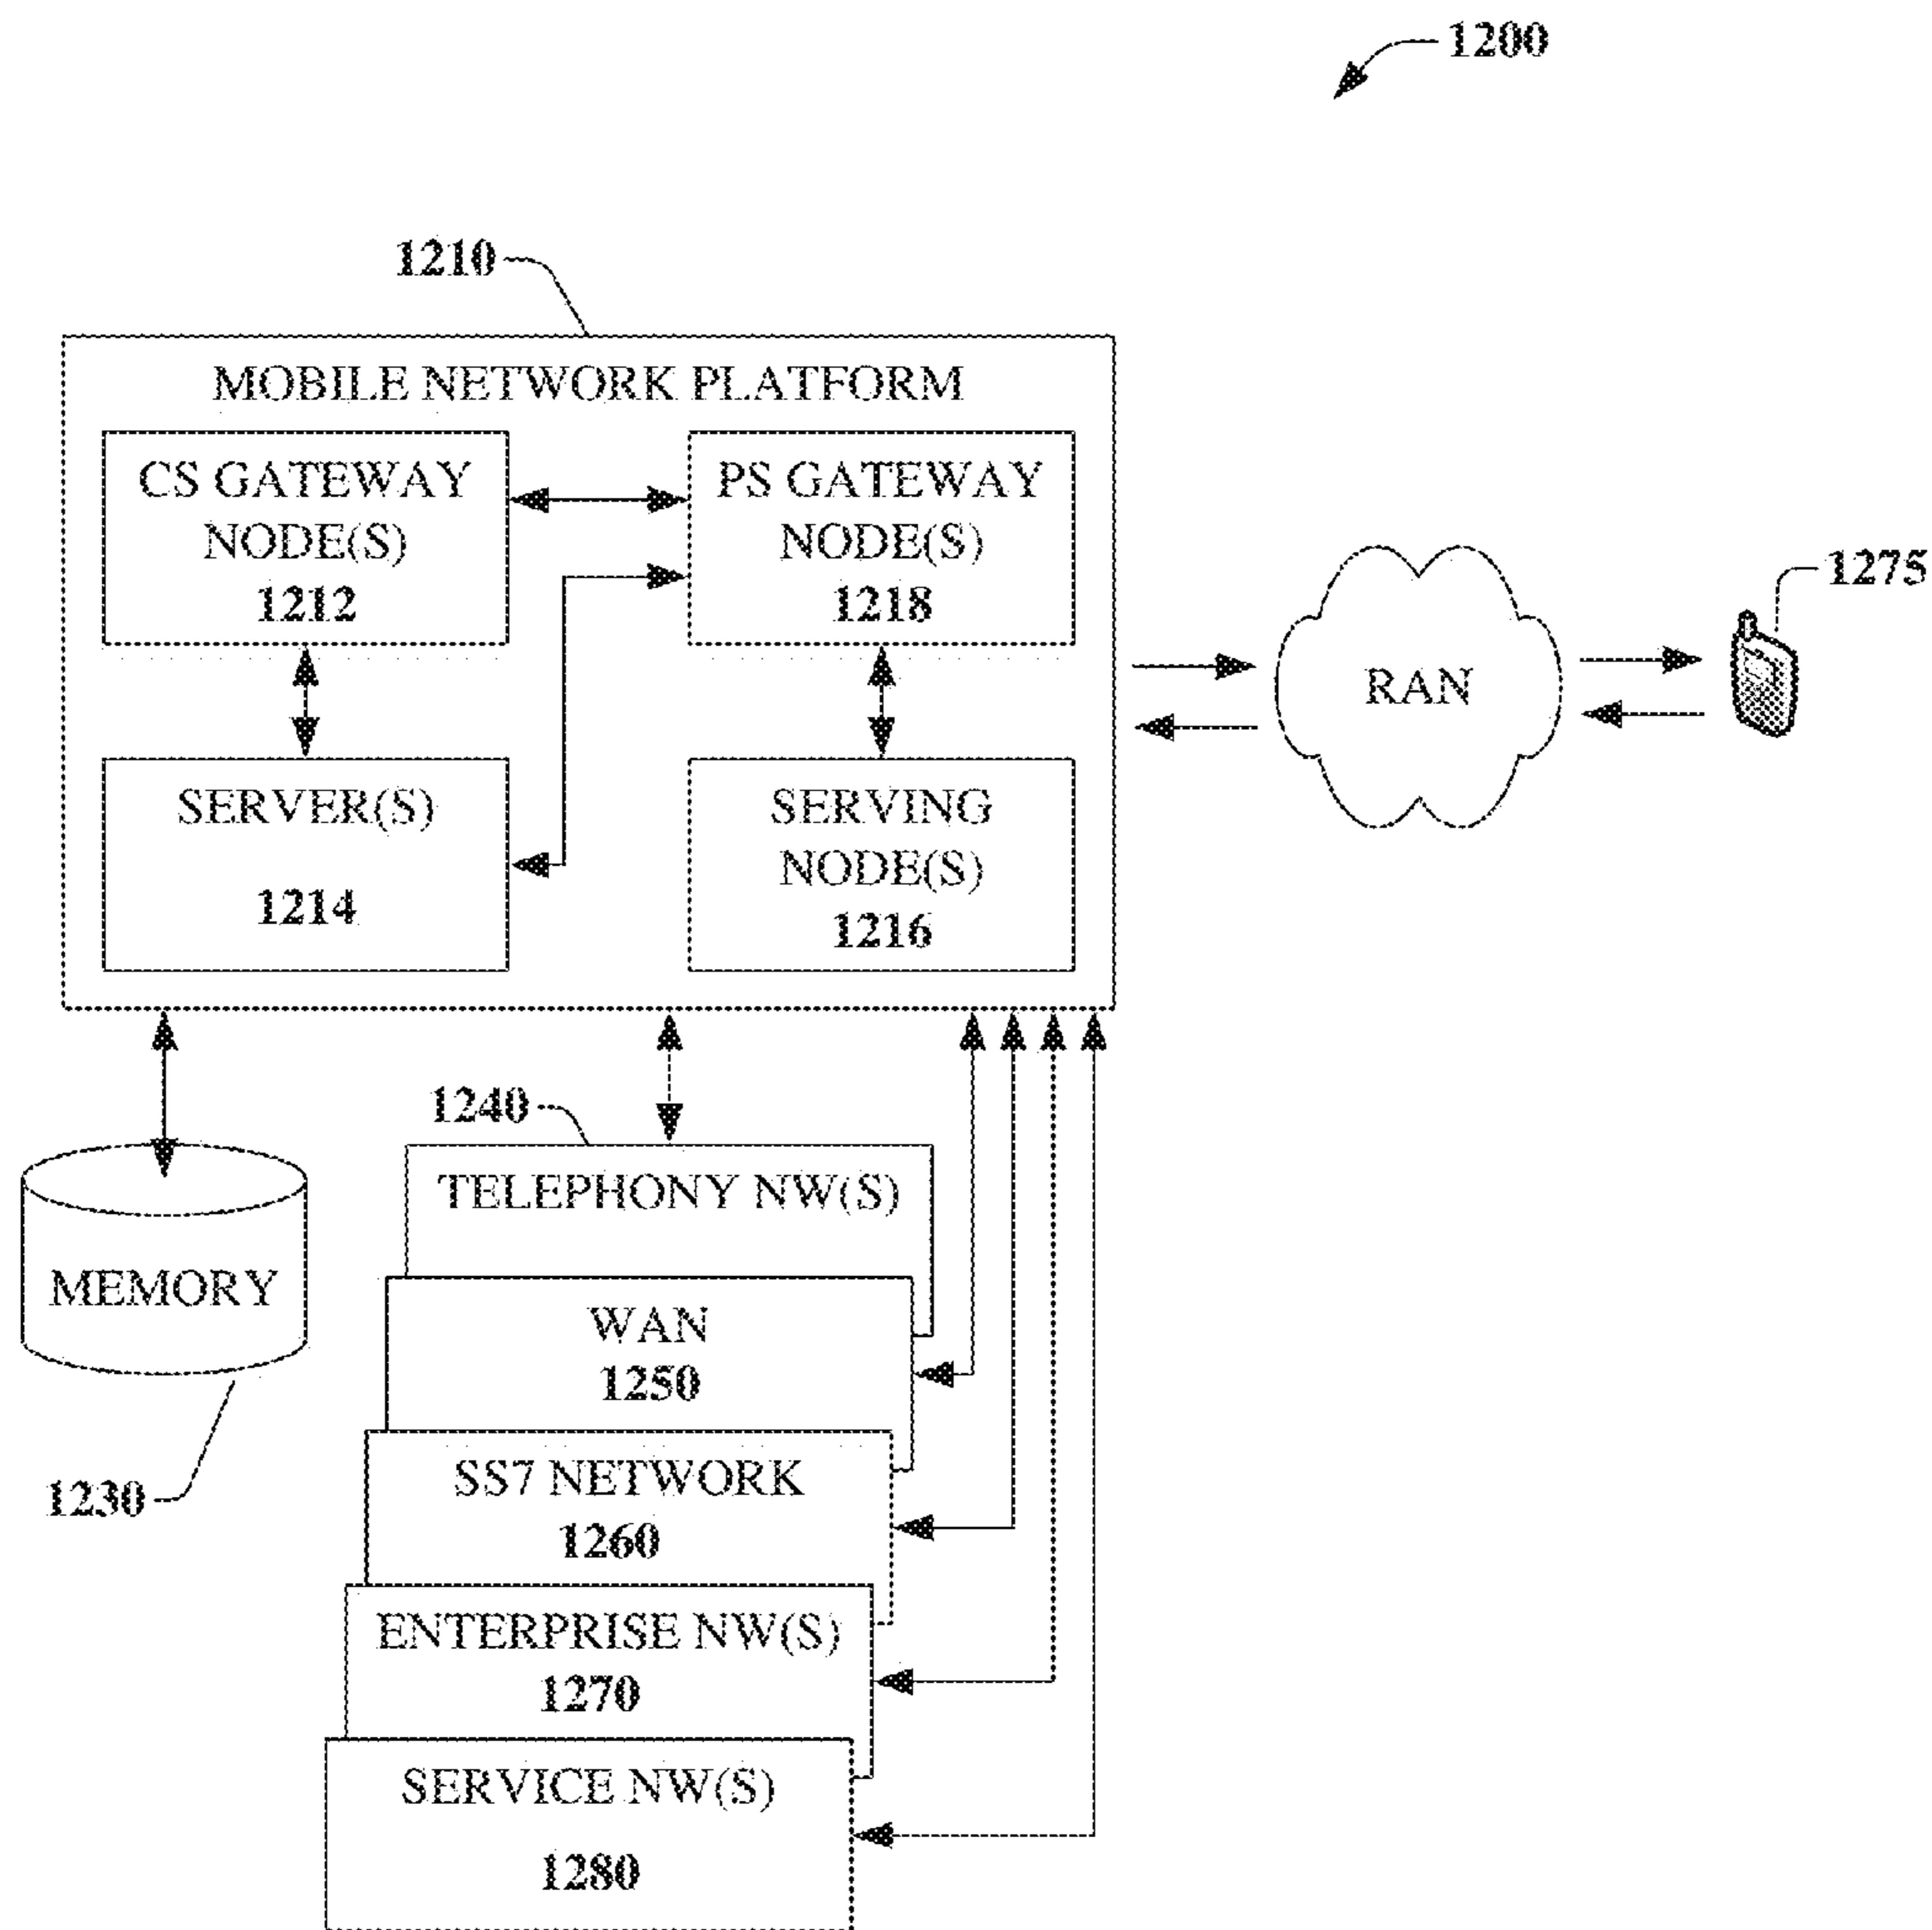 1200
1210
MOBILE NETWORK PLATFORM
CS GATEWAY
NODE(S)
1212
PS GATEWAY
NODE(S)
1218
SERVER(S)
1214
SERVING
NODE(S)
1216
RAN
1275
1240
TELEPHONY NW(S)
MEMORY
1230
WAN
1250
SS7 NETWORK
1260
ENTERPRISE NW(S)
1270
SERVICE NW(S)
1280